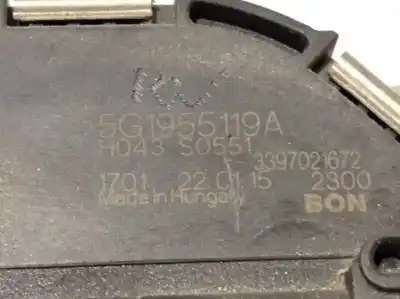 5G1955119A
H043 S0551
3397021672
1701 22.01.15 2300
Made in Hungary BON